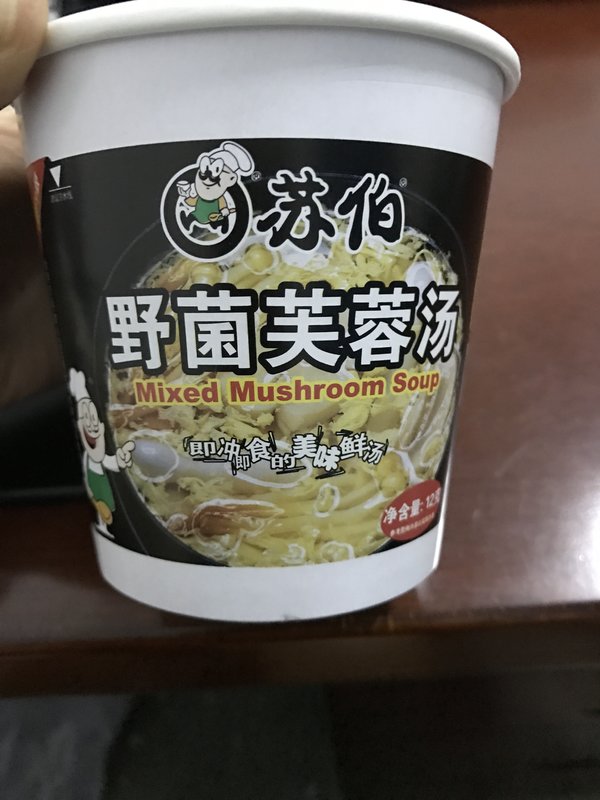 苏伯
野菌芙蓉汤
Mixed Mushroom Soup
即冲即食的美味鲜汤
净含量: 12克